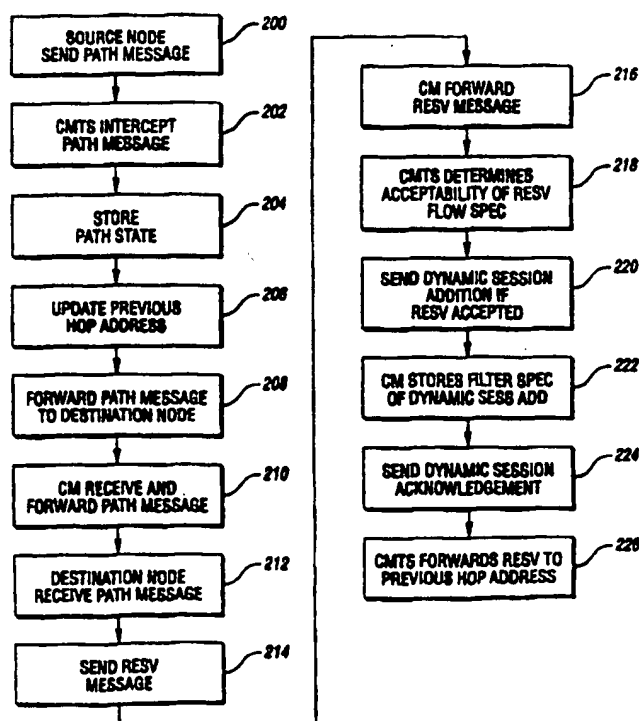 SOURCE NODE
SEND PATH MESSAGE
200
CMTS INTERCEPT
PATH MESSAGE
202
STORE
PATH STATE
204
UPDATE PREVIOUS
HOP ADDRESS
206
FORWARD PATH MESSAGE
TO DESTINATION NODE
208
CM RECEIVE AND
FORWARD PATH MESSAGE
210
DESTINATION NODE
RECEIVE PATH MESSAGE
212
SEND RESV
MESSAGE
214
CM FORWARD
RESV MESSAGE
216
CMTS DETERMINES
ACCEPTABILITY OF RESV
FLOW SPEC
218
SEND DYNAMIC SESSION
ADDITION IF
RESV ACCEPTED
220
CM STORES FILTER SPEC
OF DYNAMIC SESS ADD
222
SEND DYNAMIC SESSION
ACKNOWLEDGEMENT
224
CMTS FORWARDS RESV TO
PREVIOUS HOP ADDRESS
226